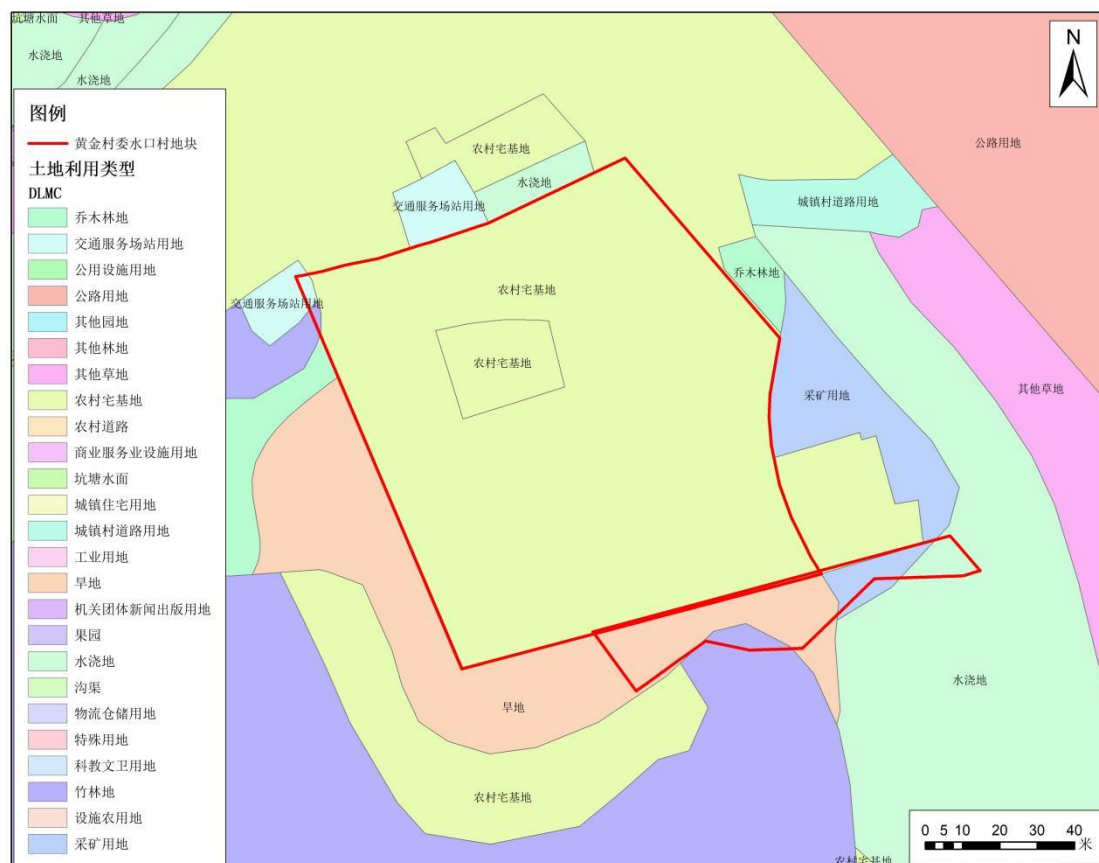 坑塘水面
其他草地
水浇地
水浇地
N
公路用地
图例
黄金村委水口村地块
土地利用类型
DLMC
乔木林地
交通服务场站用地
公用设施用地
公路用地
其他园地
其他林地
其他草地
农村宅基地
农村道路
商业服务业设施用地
坑塘水面
城镇住宅用地
城镇村道路用地
工业用地
旱地
机关团体新闻出版用地
果园
水浇地
沟渠
物流仓储用地
特殊用地
科教文卫用地
竹林地
设施农用地
采矿用地
农村宅基地
水浇地
交通服务场站用地
城镇村道路用地
乔木林地
农村宅基地
交通服务场站用地
农村宅基地
采矿用地
其他草地
水浇地
旱地
农村宅基地
0 5 10 20 30 40
米
农村宅基地